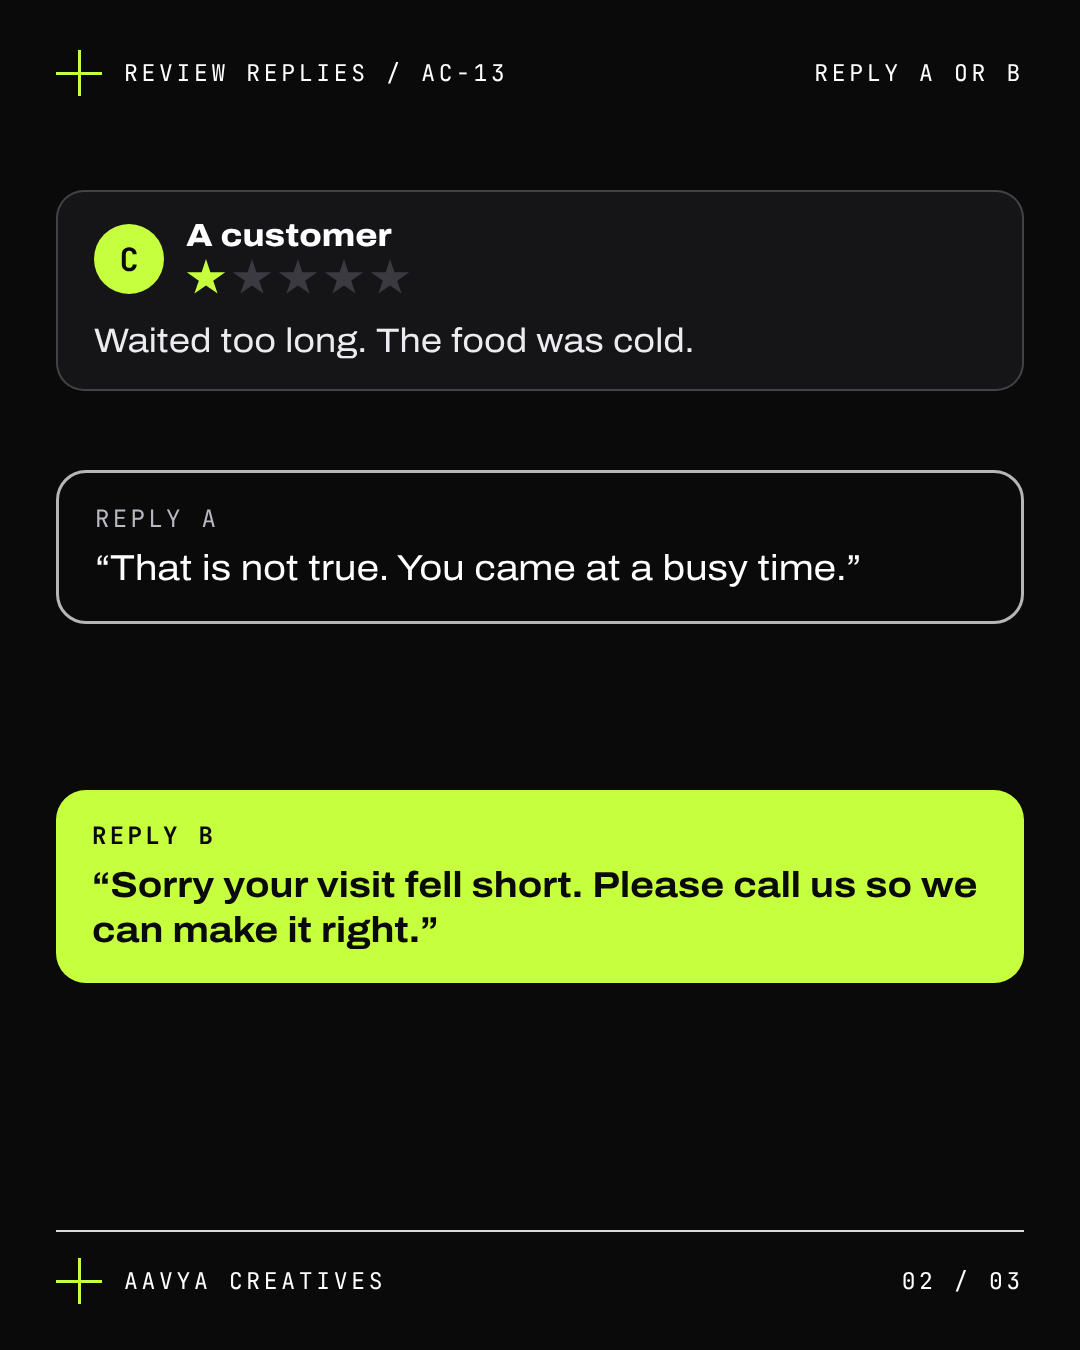 REVIEW REPLIES / AC-13
REPLY A OR B
C
A customer
Waited too long. The food was cold.
REPLY A
“That is not true. You came at a busy time.”
REPLY B
“Sorry your visit fell short. Please call us so we
can make it right.”
AAVYA CREATIVES
02 / 03